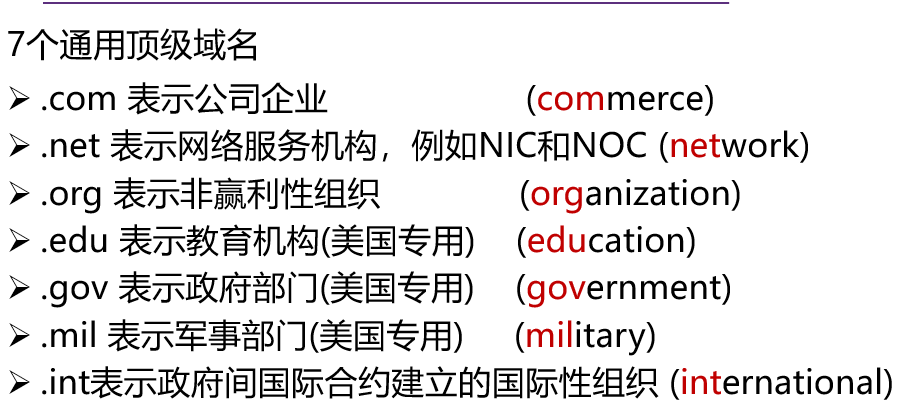 7个通用顶级域名
➢ .com 表示公司企业 (commerce)
➢ .net 表示网络服务机构，例如NIC和NOC (network)
➢ .org 表示非赢利性组织 (organization)
➢ .edu 表示教育机构(美国专用) (education)
➢ .gov 表示政府部门(美国专用) (government)
➢ .mil 表示军事部门(美国专用) (military)
➢ .int表示政府间国际合约建立的国际性组织 (international)